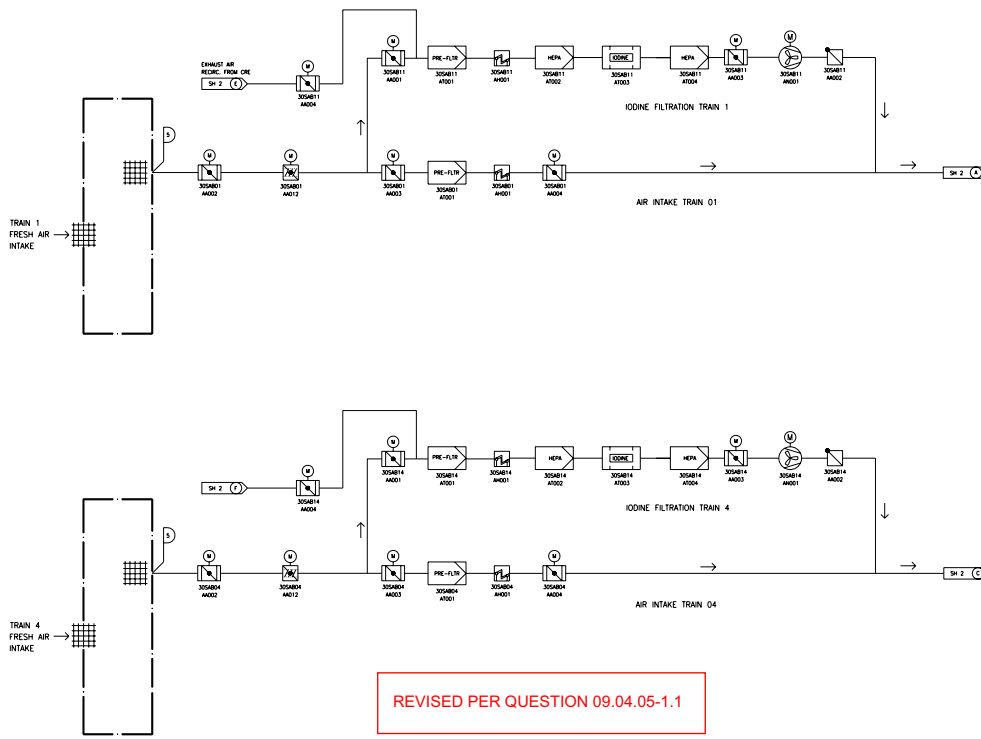 M
M
M
M
EXHAUST AIR
RECIRC. FROM CRE
SH 2 E
30SAB11
AA004
30SAB11
AA001
PRE-FLTR
30SAB11
AT001
30SAB11
AH001
HEPA
30SAB11
AT002
IODINE
30SAB11
AT003
HEPA
30SAB11
AT004
30SAB11
AA003
30SAB11
AN001
30SAB11
AA002
M
IODINE FILTRATION TRAIN 1
5
M
M
M
M
30SAB01
AA002
30SAB01
AA012
30SAB01
AA003
PRE-FLTR
30SAB01
AT001
30SAB01
AH001
30SAB01
AA004
SH 2 A
AIR INTAKE TRAIN 01
TRAIN 1
FRESH AIR
INTAKE
M
M
M
M
SH 2 F
30SAB14
AA004
30SAB14
AA001
PRE-FLTR
30SAB14
AT001
30SAB14
AH001
HEPA
30SAB14
AT002
IODINE
30SAB14
AT003
HEPA
30SAB14
AT004
30SAB14
AA003
30SAB14
AN001
30SAB14
AA002
IODINE FILTRATION TRAIN 4
5
M
M
M
M
30SAB04
AA002
30SAB04
AA012
30SAB04
AA003
PRE-FLTR
30SAB04
AT001
30SAB04
AH001
30SAB04
AA004
SH 2 C
AIR INTAKE TRAIN 04
TRAIN 4
FRESH AIR
INTAKE
REVISED PER QUESTION 09.04.05-1.1